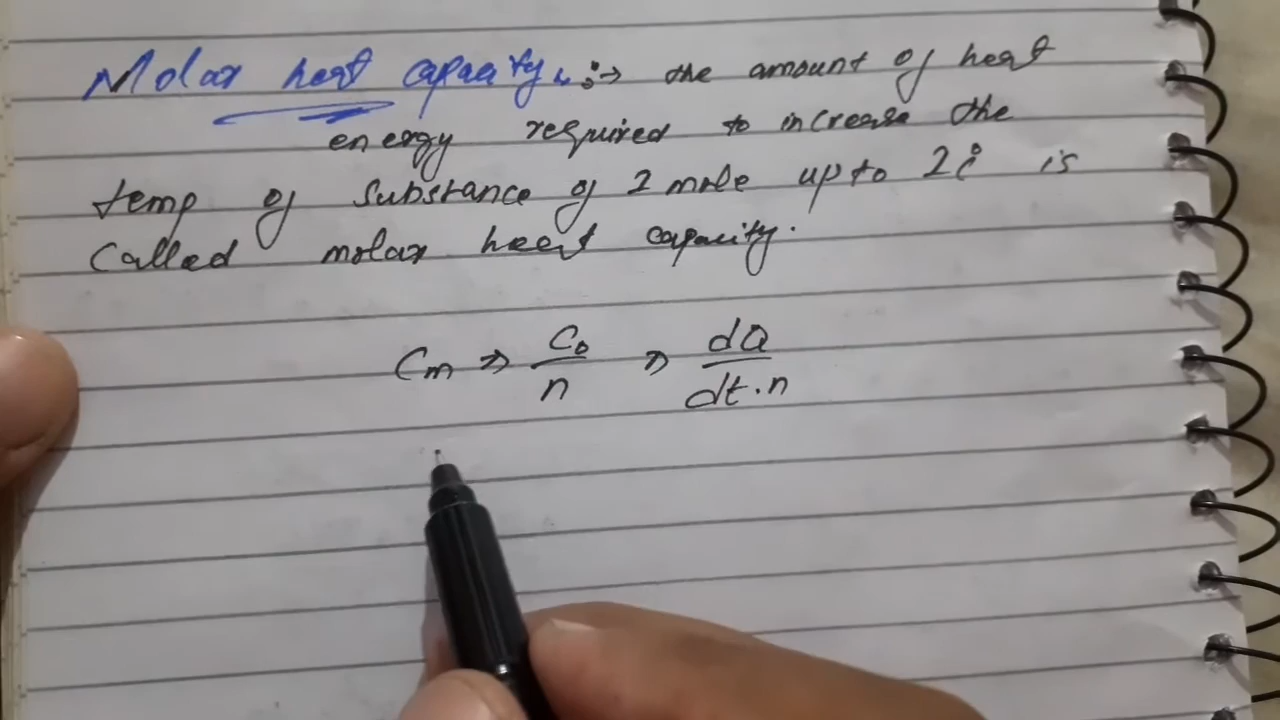 Molar heat capacity :→ the amount of heat
energy required to increase the
temp of substance of 1 mole up to 1°C is
Called molar heat capacity.
Cm ⇒ C₀/n ⇒ dQ/dt·n